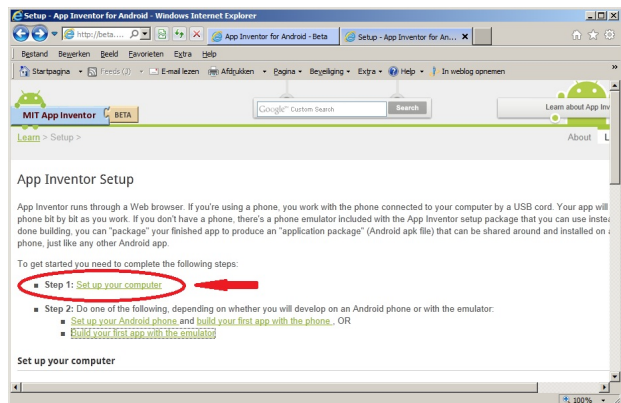 Setup - App Inventor for Android - Windows Internet Explorer
http://beta.... App Inventor for Android - Beta Setup - App Inventor for An...
Bestand Bewerken Beeld Favorieten Extra Help
Startpagina Feeds (J) E-mail lezen Afdrukken Pagina Beveiliging Extra Help In weblog opnemen »
MIT App Inventor BETA Google™ Custom Search Search Learn about App Inv
Learn > Setup > About L
App Inventor Setup
App Inventor runs through a Web browser. If you're using a phone, you work with the phone connected to your computer by a USB cord. Your app will
phone bit by bit as you work. If you don't have a phone, there's a phone emulator included with the App Inventor setup package that you can use instea
done building, you can "package" your finished app to produce an "application package" (Android apk file) that can be shared around and installed on a
phone, just like any other Android app.
To get started you need to complete the following steps:
Step 1: Set up your computer
Step 2: Do one of the following, depending on whether you will develop on an Android phone or with the emulator:
Set up your Android phone and build your first app with the phone , OR
Build your first app with the emulator
Set up your computer
100%